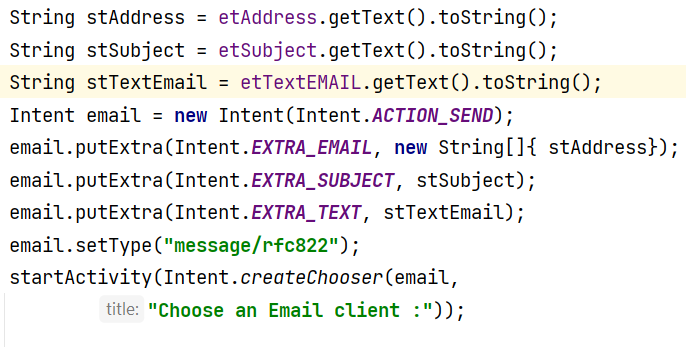 String stAddress = etAddress.getText().toString();
String stSubject = etSubject.getText().toString();
String stTextEmail = etTextEMAIL.getText().toString();
Intent email = new Intent(Intent.ACTION_SEND);
email.putExtra(Intent.EXTRA_EMAIL, new String[]{ stAddress});
email.putExtra(Intent.EXTRA_SUBJECT, stSubject);
email.putExtra(Intent.EXTRA_TEXT, stTextEmail);
email.setType("message/rfc822");
startActivity(Intent.createChooser(email,
title: "Choose an Email client :"));